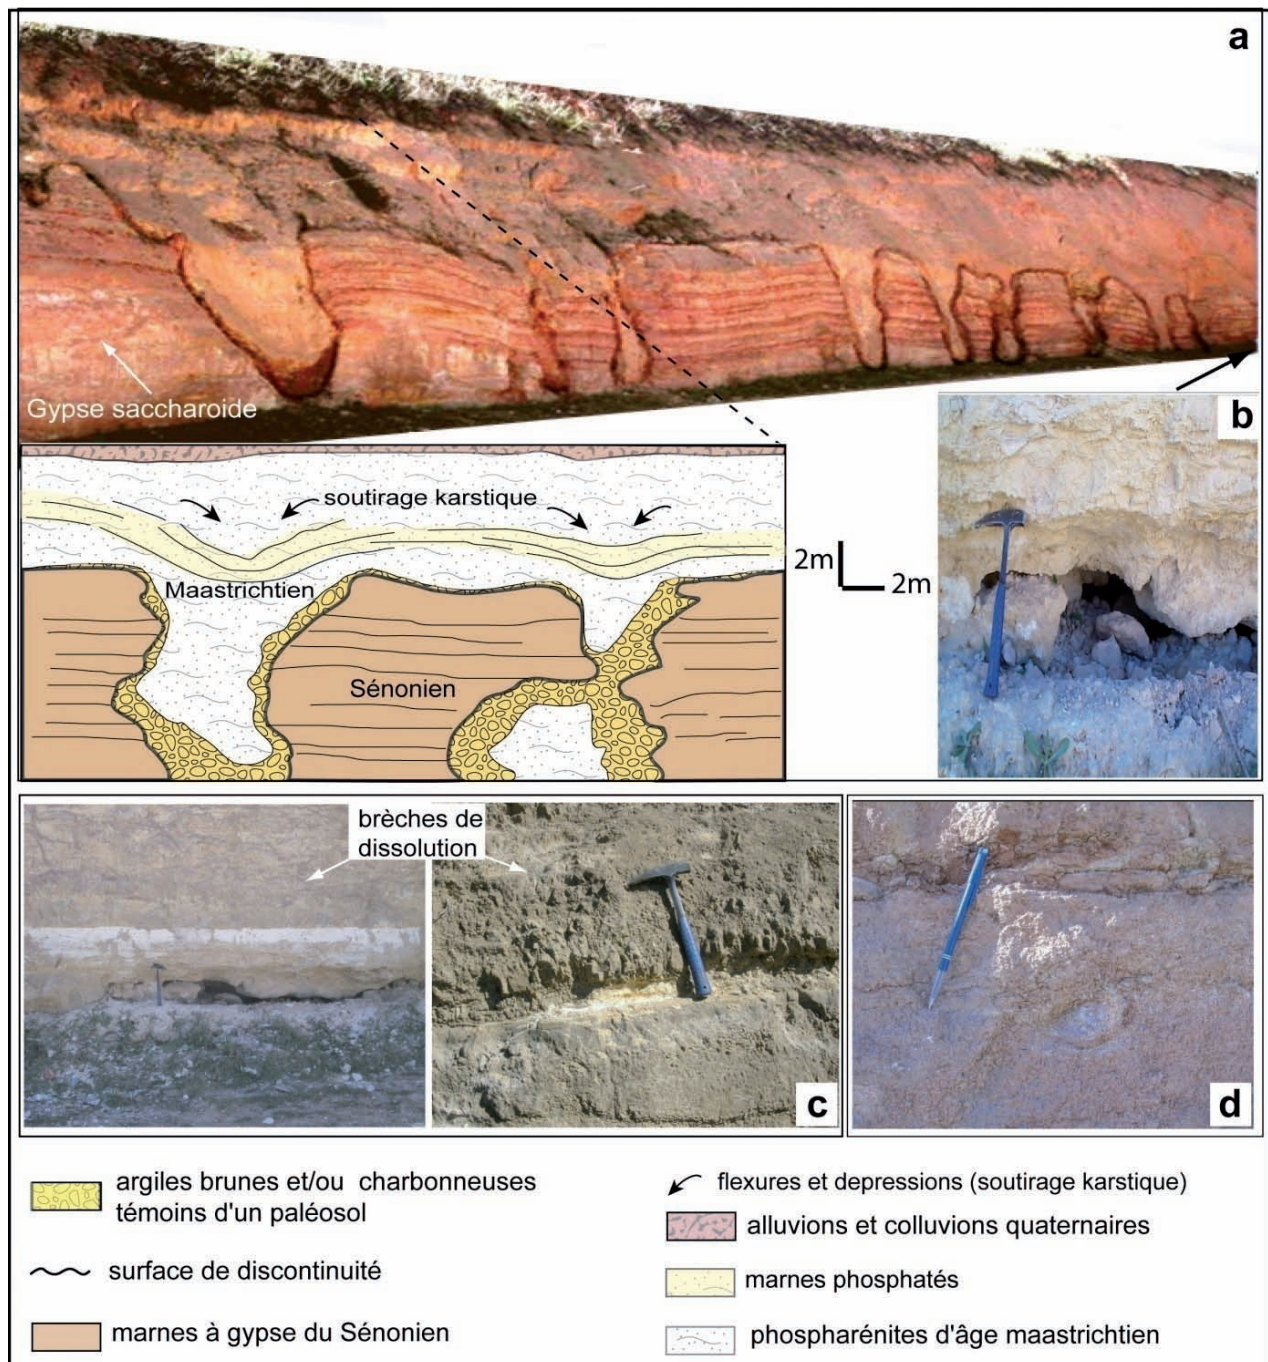 a
Gypse saccharoide
b
soutirage karstique
Maastrichtien
2m
2m
Sénonien
brèches de
dissolution
c
d
argiles brunes et/ou charbonneuses
témoins d'un paléosol
surface de discontinuité
marnes à gypse du Sénonien
flexures et depressions (soutirage karstique)
alluvions et colluvions quaternaires
marnes phosphatés
phospharénites d'âge maastrichtien